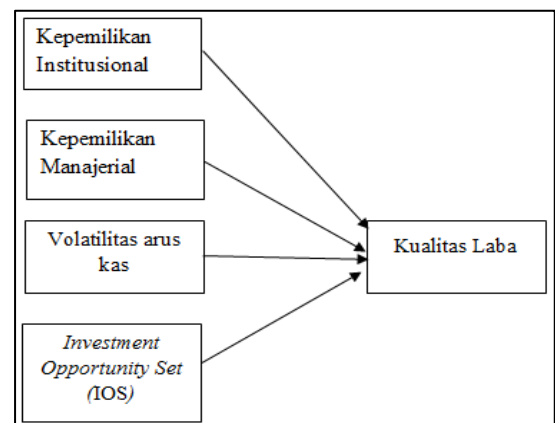 Kepemilikan
Institusional
Kepemilikan
Manajerial
Volatilitas arus
kas
Kualitas Laba
Investment
Opportunity Set
(IOS)